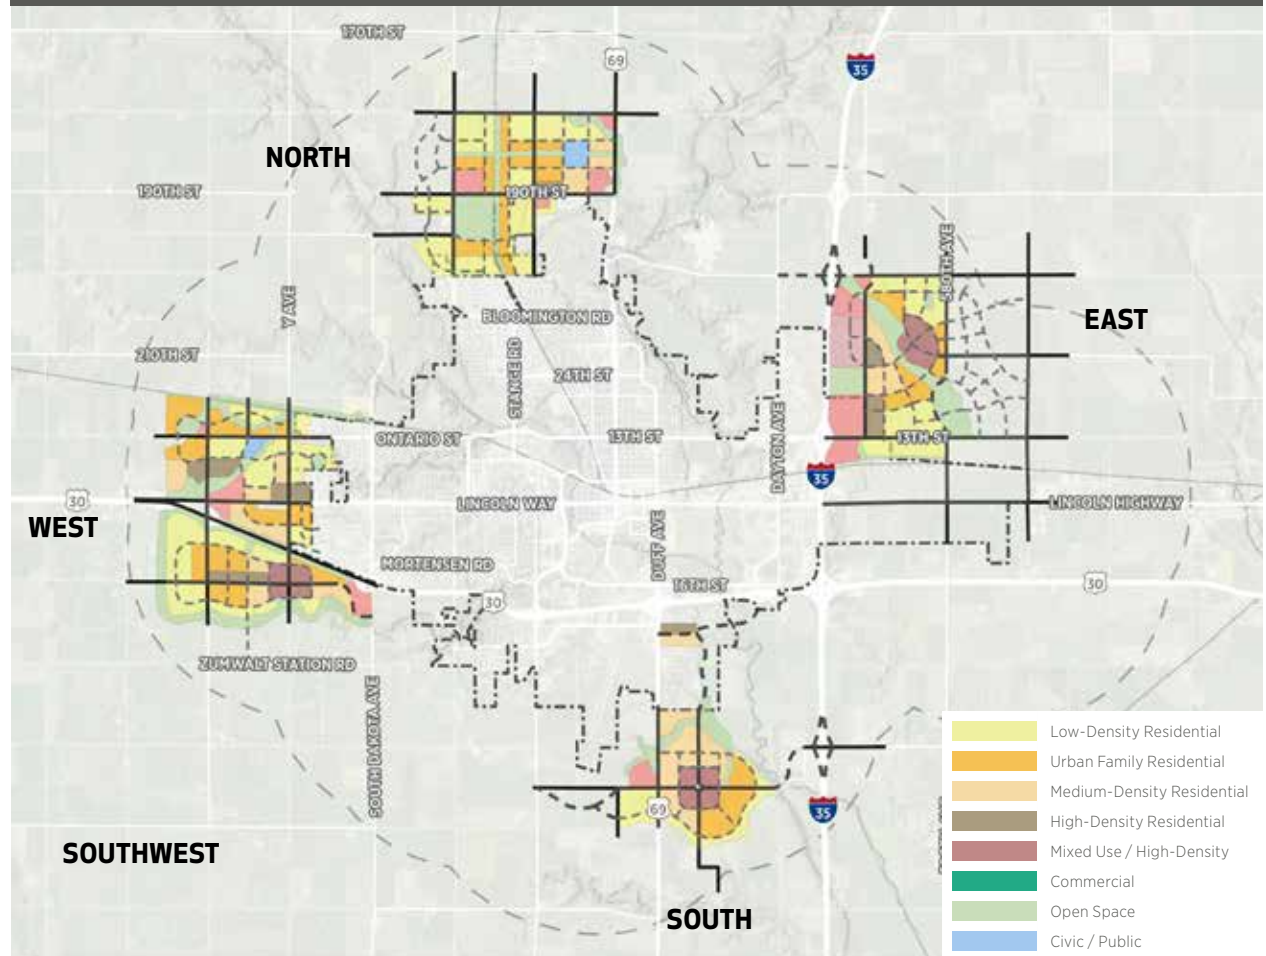 170TH ST
69
35
NORTH
190TH ST
190TH ST
580TH AVE
Y AVE
BLOOMINGTON RD
EAST
210TH ST
STANGE RD
24TH ST
DAYTON AVE
ONTARIO ST
13TH ST
13TH ST
35
30
LINCOLN WAY
LINCOLN HIGHWAY
WEST
DUFF AVE
MORTENSEN RD
16TH ST
30
30
ZUMWALT STATION RD
SOUTH DAKOTA AVE
69
35
SOUTHWEST
SOUTH
Low-Density Residential
Urban Family Residential
Medium-Density Residential
High-Density Residential
Mixed Use / High-Density
Commercial
Open Space
Civic / Public